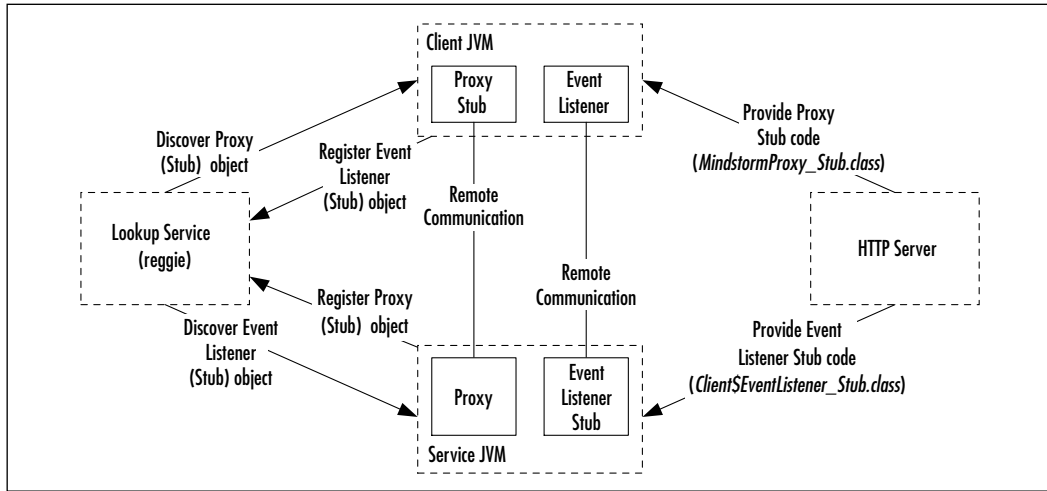 Client JVM
Proxy
Stub
Event
Listener
Discover Proxy
(Stub) object
Register Event
Listener
(Stub) object
Provide Proxy
Stub code
(MindstormProxy_Stub.class)
Remote
Communication
Lookup Service
(reggie)
HTTP Server
Remote
Communication
Register Proxy
(Stub) object
Discover Event
Listener
(Stub) object
Provide Event
Listener Stub code
(Client$EventListener_Stub.class)
Proxy
Event
Listener
Stub
Service JVM